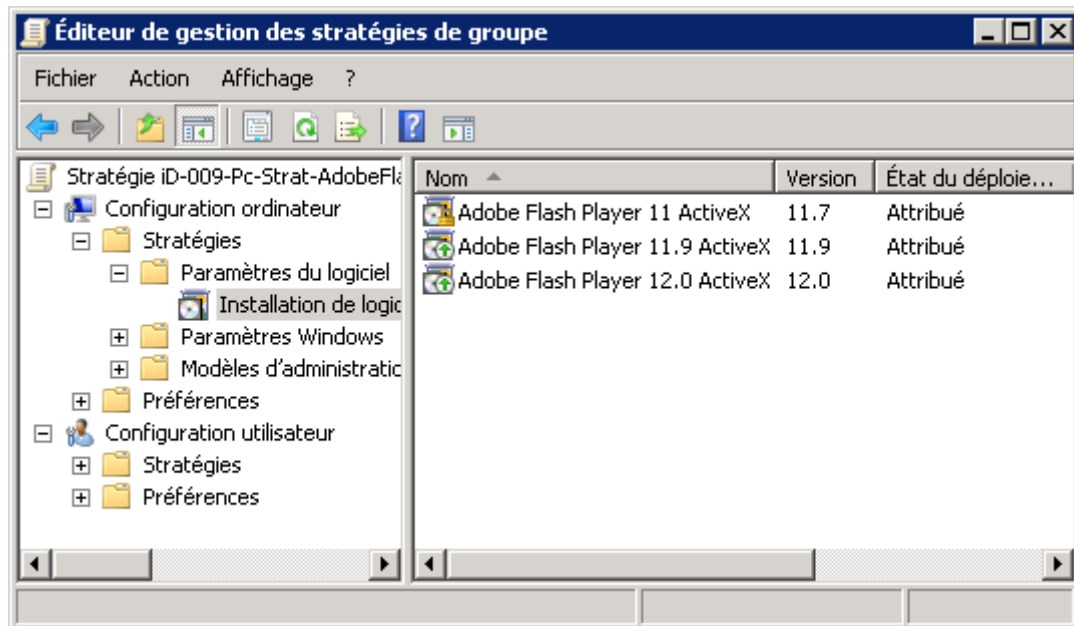 Éditeur de gestion des stratégies de groupe
Fichier Action Affichage ?
Stratégie iD-009-Pc-Strat-AdobeFla
Configuration ordinateur
Stratégies
Paramètres du logiciel
Installation de logic
Paramètres Windows
Modèles d'administratic
Préférences
Configuration utilisateur
Stratégies
Préférences
Nom Version État du déploie...
Adobe Flash Player 11 ActiveX 11.7 Attribué
Adobe Flash Player 11.9 ActiveX 11.9 Attribué
Adobe Flash Player 12.0 ActiveX 12.0 Attribué